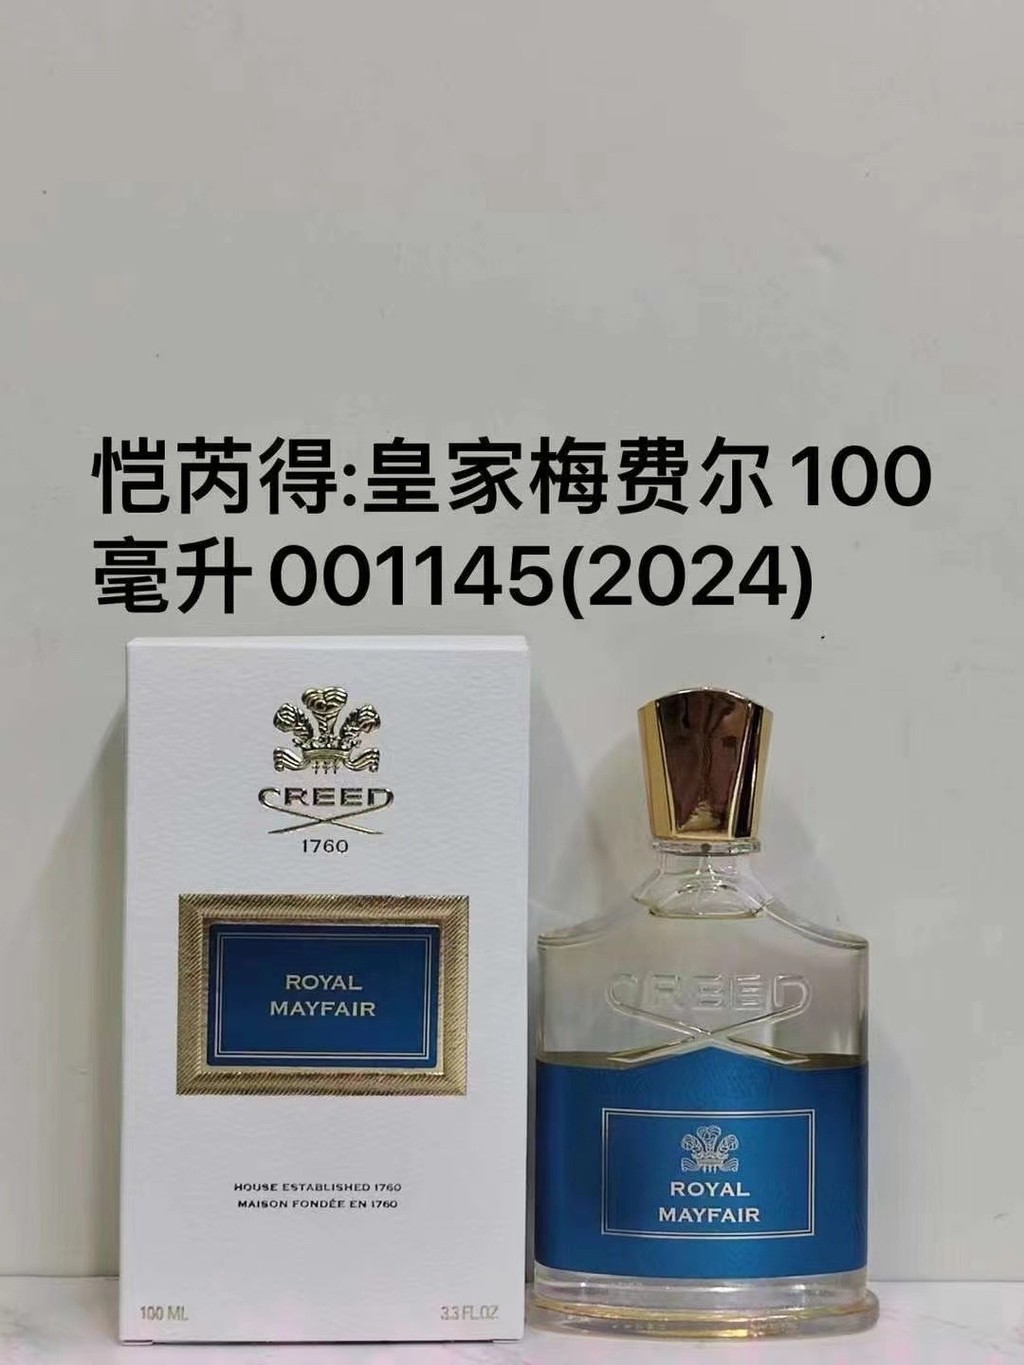 恺芮得:皇家梅费尔100
毫升001145(2024)
CREED
1760
ROYAL
MAYFAIR
HOUSE ESTABLISHED 1760
MAISON FONDÉE EN 1760
100 ML
3.3 FL.OZ
CREED
ROYAL
MAYFAIR